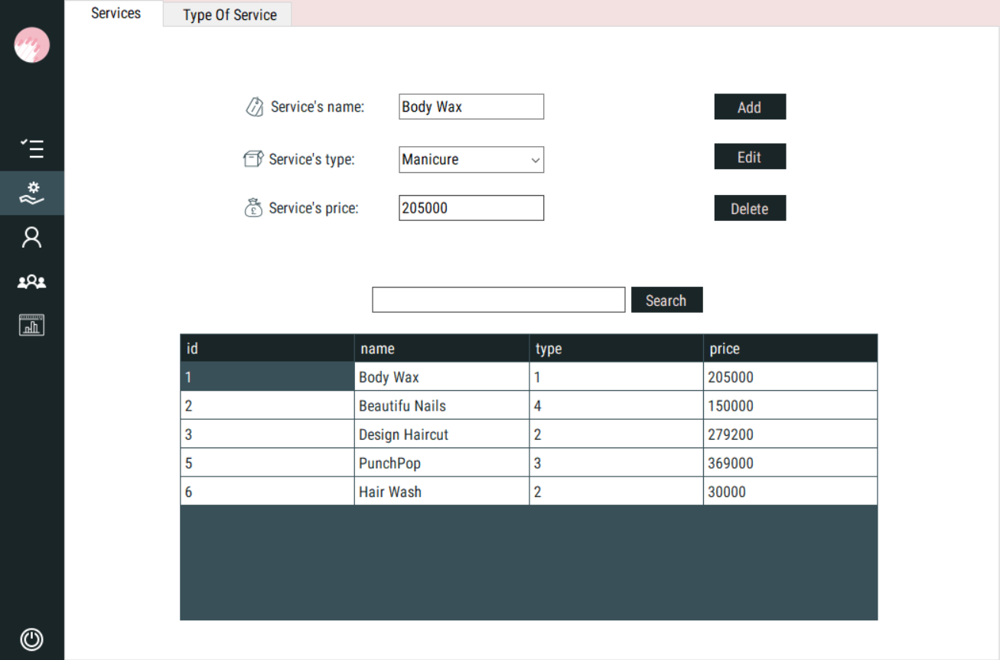 Services Type Of Service
Service's name: Body Wax Add
Service's type: Manicure Edit
Service's price: 205000 Delete
Search
id name type price
1 Body Wax 1 205000
2 Beautifu Nails 4 150000
3 Design Haircut 2 279200
5 PunchPop 3 369000
6 Hair Wash 2 30000